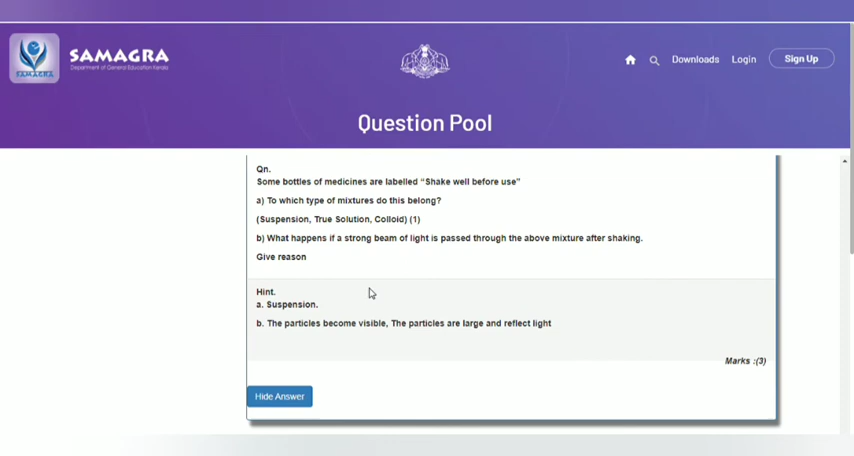 SAMAGRA
Department of General Education Kerala
SAMAGRA
Downloads
Login
Sign Up
Question Pool
Qn.
Some bottles of medicines are labelled “Shake well before use”
a) To which type of mixtures do this belong?
(Suspension, True Solution, Colloid) (1)
b) What happens if a strong beam of light is passed through the above mixture after shaking.
Give reason
Hint.
a. Suspension.
b. The particles become visible, The particles are large and reflect light
Marks :(3)
Hide Answer